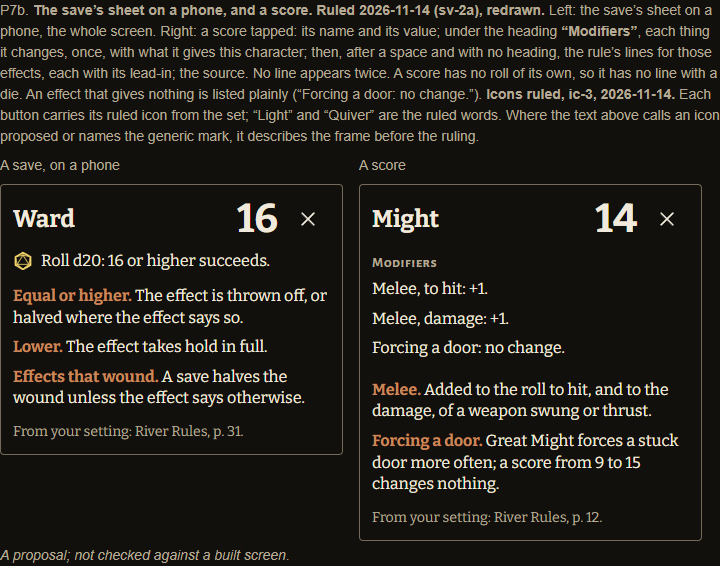 P7b. The save’s sheet on a phone, and a score. Ruled 2026-11-14 (sv-2a), redrawn. Left: the save’s sheet on a
phone, the whole screen. Right: a score tapped: its name and its value; under the heading “Modifiers”, each thing
it changes, once, with what it gives this character; then, after a space and with no heading, the rule’s lines for those
effects, each with its lead-in; the source. No line appears twice. A score has no roll of its own, so it has no line with a
die. An effect that gives nothing is listed plainly (“Forcing a door: no change.”). Icons ruled, ic-3, 2026-11-14. Each
button carries its ruled icon from the set; “Light” and “Quiver” are the ruled words. Where the text above calls an icon
proposed or names the generic mark, it describes the frame before the ruling.
A save, on a phone
Ward 16 ×
Roll d20: 16 or higher succeeds.
Equal or higher. The effect is thrown off, or
halved where the effect says so.
Lower. The effect takes hold in full.
Effects that wound. A save halves the
wound unless the effect says otherwise.
From your setting: River Rules, p. 31.
A score
Might 14 ×
Modifiers
Melee, to hit: +1.
Melee, damage: +1.
Forcing a door: no change.
Melee. Added to the roll to hit, and to the
damage, of a weapon swung or thrust.
Forcing a door. Great Might forces a stuck
door more often; a score from 9 to 15
changes nothing.
From your setting: River Rules, p. 12.
A proposal; not checked against a built screen.